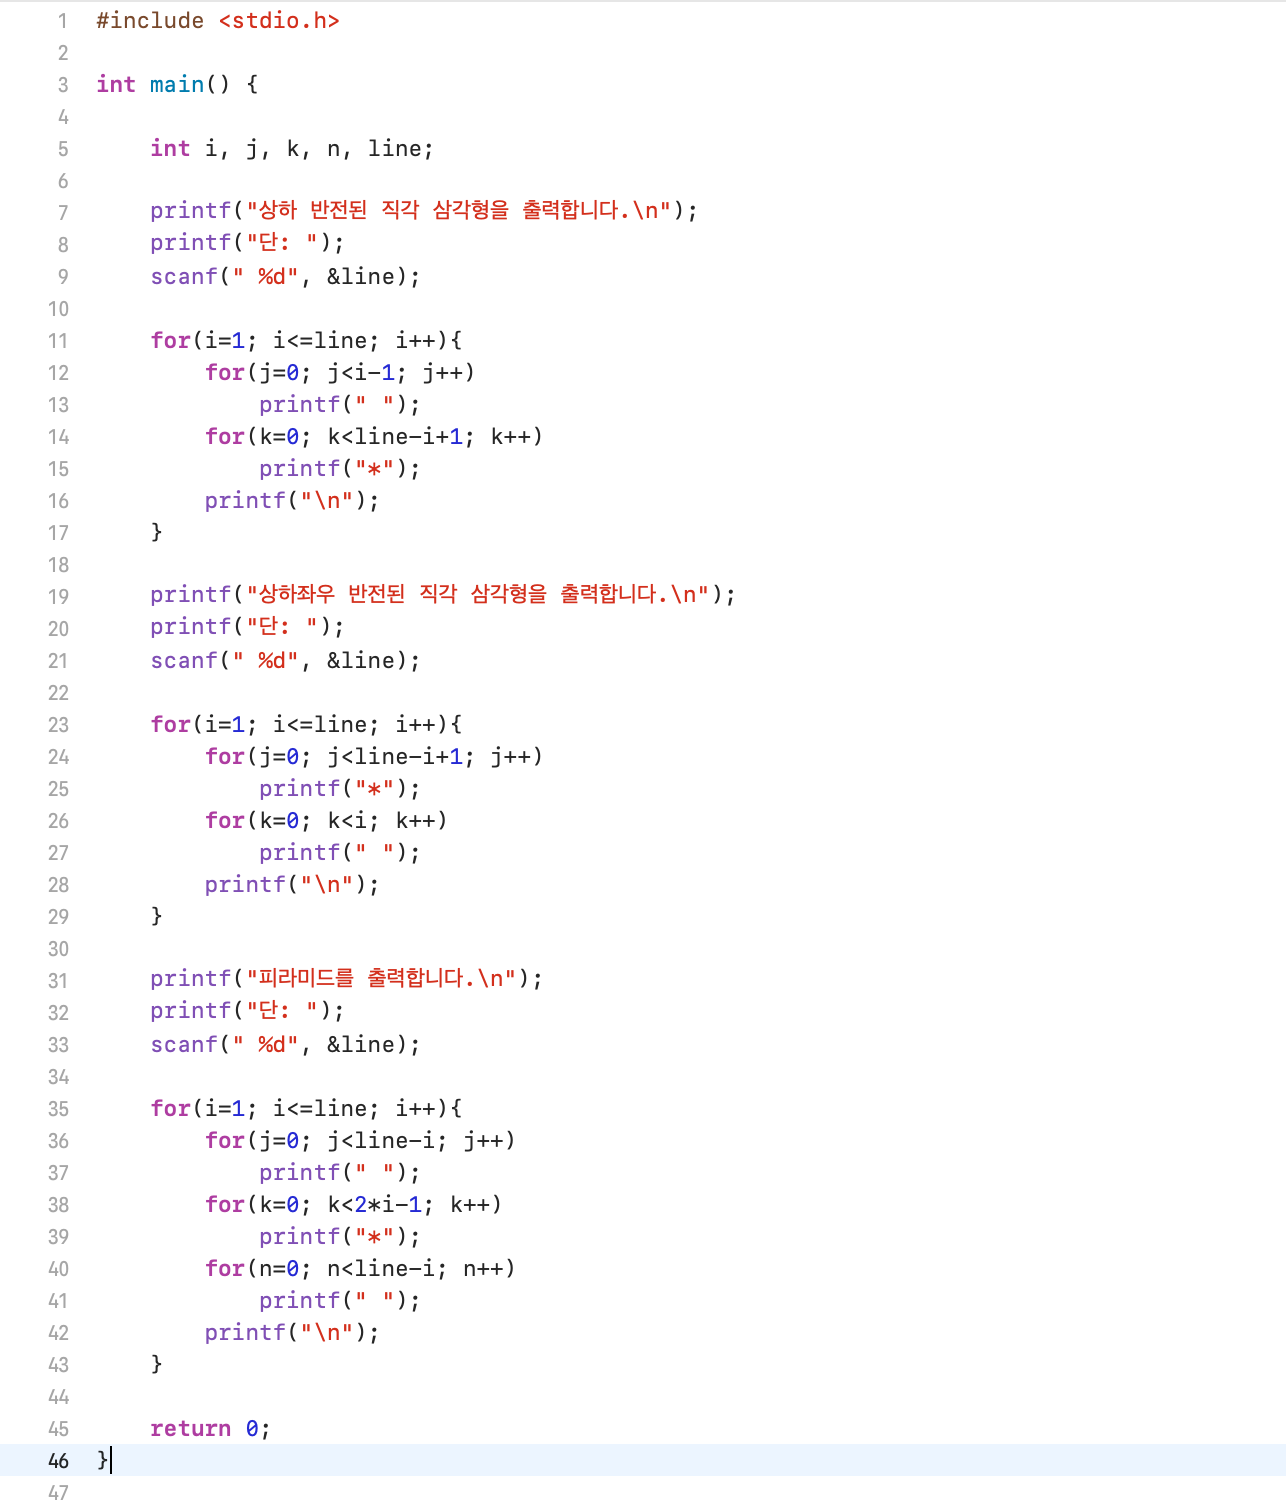 1 #include <stdio.h>
2
3 int main() {
4
5     int i, j, k, n, line;
6
7     printf("상하 반전된 직각 삼각형을 출력합니다.\n");
8     printf("단: ");
9     scanf(" %d", &line);
10
11     for(i=1; i<=line; i++){
12         for(j=0; j<i-1; j++)
13             printf(" ");
14         for(k=0; k<line-i+1; k++)
15             printf("*");
16         printf("\n");
17     }
18
19     printf("상하좌우 반전된 직각 삼각형을 출력합니다.\n");
20     printf("단: ");
21     scanf(" %d", &line);
22
23     for(i=1; i<=line; i++){
24         for(j=0; j<line-i+1; j++)
25             printf("*");
26         for(k=0; k<i; k++)
27             printf(" ");
28         printf("\n");
29     }
30
31     printf("피라미드를 출력합니다.\n");
32     printf("단: ");
33     scanf(" %d", &line);
34
35     for(i=1; i<=line; i++){
36         for(j=0; j<line-i; j++)
37             printf(" ");
38         for(k=0; k<2*i-1; k++)
39             printf("*");
40         for(n=0; n<line-i; n++)
41             printf(" ");
42         printf("\n");
43     }
44
45     return 0;
46 }
47